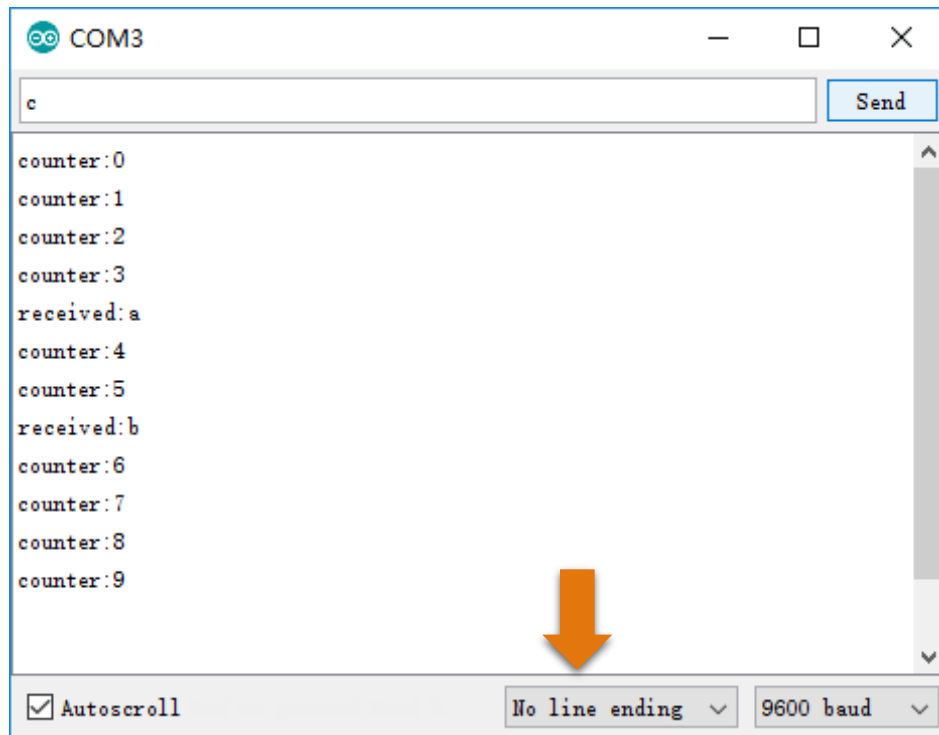 COM3
c
Send
counter:0
counter:1
counter:2
counter:3
received:a
counter:4
counter:5
received:b
counter:6
counter:7
counter:8
counter:9
Autoscroll
No line ending
9600 baud